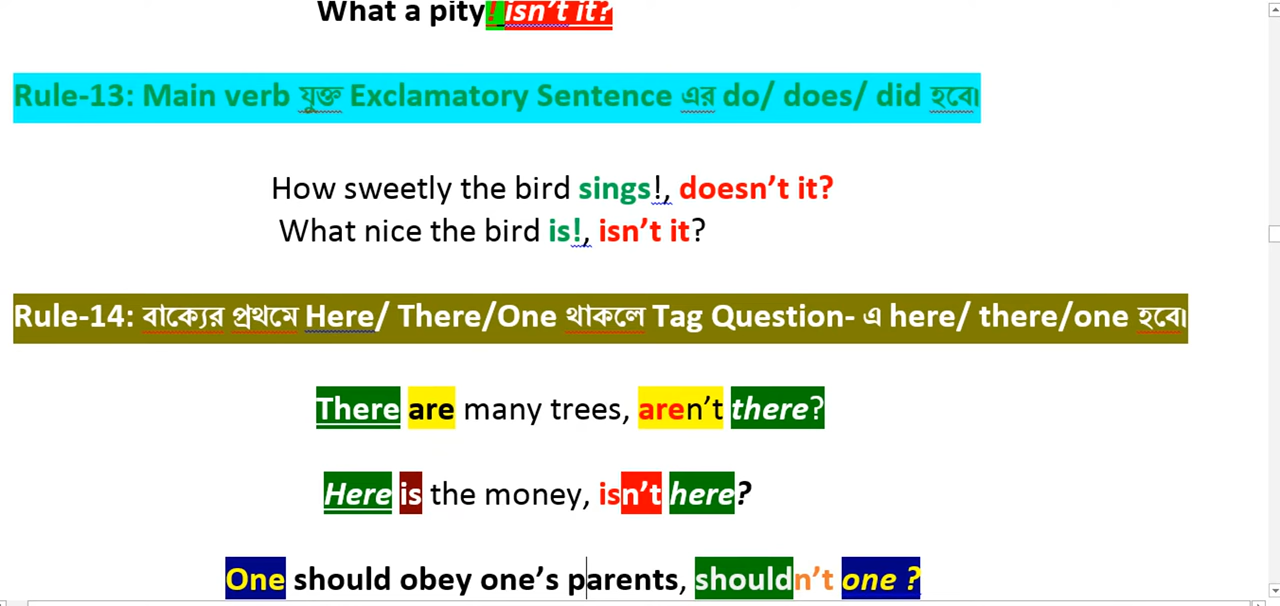 What a pity! isn't it?
Rule-13: Main verb যুক্ত Exclamatory Sentence এর do/ does/ did হবে।
How sweetly the bird sings!, doesn't it?
What nice the bird is!, isn't it?
Rule-14: বাক্যের প্রথমে Here/ There/One থাকলে Tag Question- এ here/ there/one হবে।
There are many trees, aren't there?
Here is the money, isn't here?
One should obey one's parents, shouldn't one ?